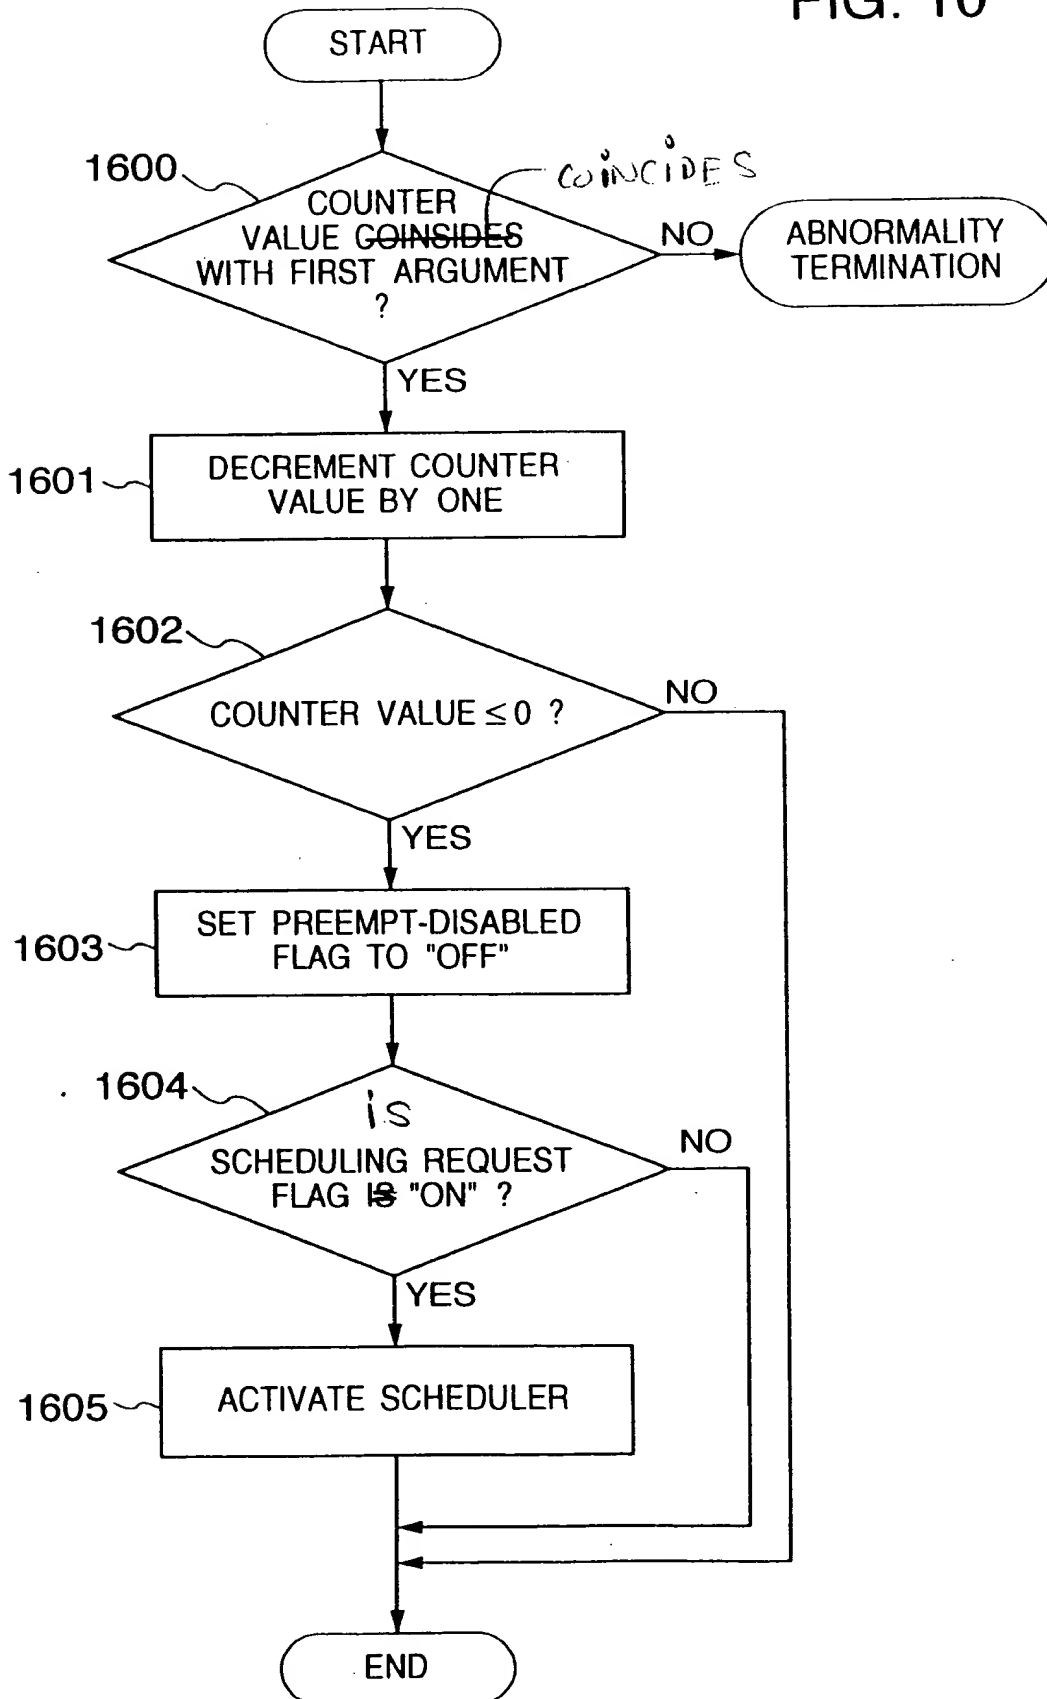 FIG. 10
START
1600
COINCIDES
COUNTER
VALUE COINSIDES
WITH FIRST ARGUMENT
?
NO
ABNORMALITY
TERMINATION
YES
1601
DECREMENT COUNTER
VALUE BY ONE
1602
COUNTER VALUE ≤ 0 ?
NO
YES
1603
SET PREEMPT-DISABLED
FLAG TO "OFF"
1604
is
SCHEDULING REQUEST
FLAG IS "ON" ?
NO
YES
1605
ACTIVATE SCHEDULER
END